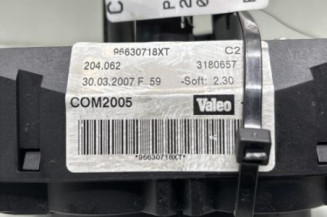 96630718XT C2
204.062 3180657
30.03.2007 F 59 -Soft: 2.30
COM2005 Valeo
*96630718XT*